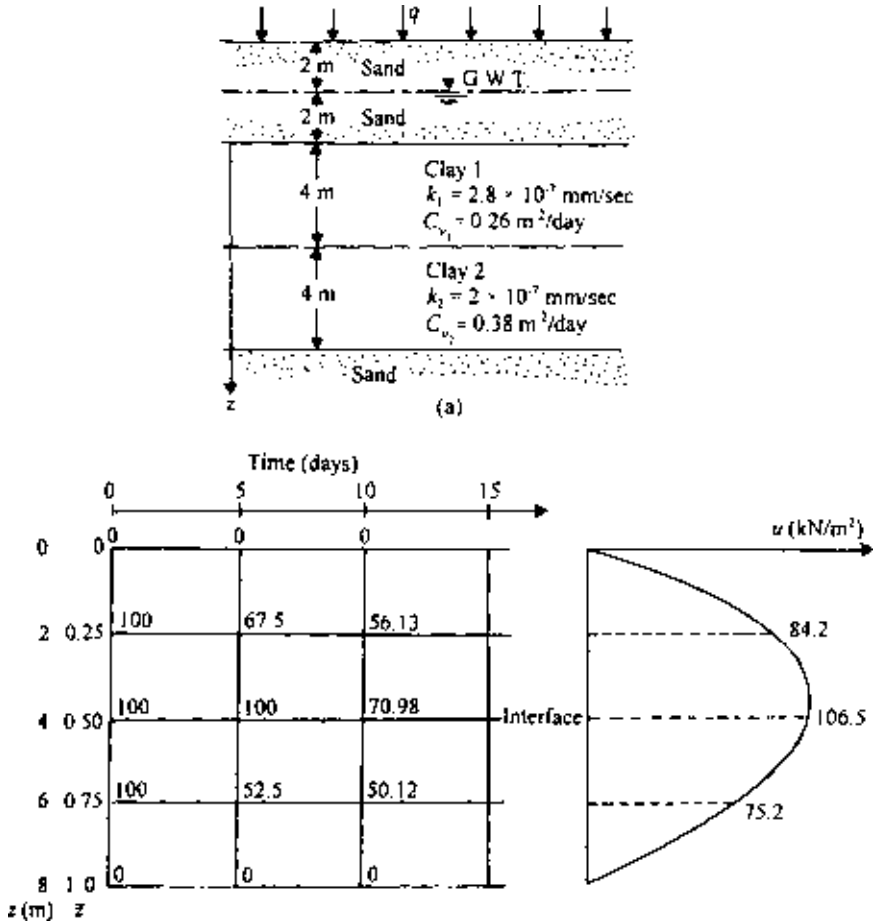 q
2 m Sand
G W T
2 m Sand
Clay 1
4 m k₁ = 2.8 × 10⁻⁷ mm/sec
Cᵥ₁ = 0 26 m²/day
Clay 2
4 m k₂ = 2 × 10⁻⁷ mm/sec
Cᵥ₂ = 0.38 m²/day
Sand
z
(a)
Time (days)
0 5 10 15
0 0 0
u (kN/m²)
0 0
100 67 5 56.13 84.2
2 0.25
100 100 70.98
4 0 50 Interface 106.5
100 52.5 50.12
6 0 75 75.2
0 0 0
8 1 0
z (m) z̄